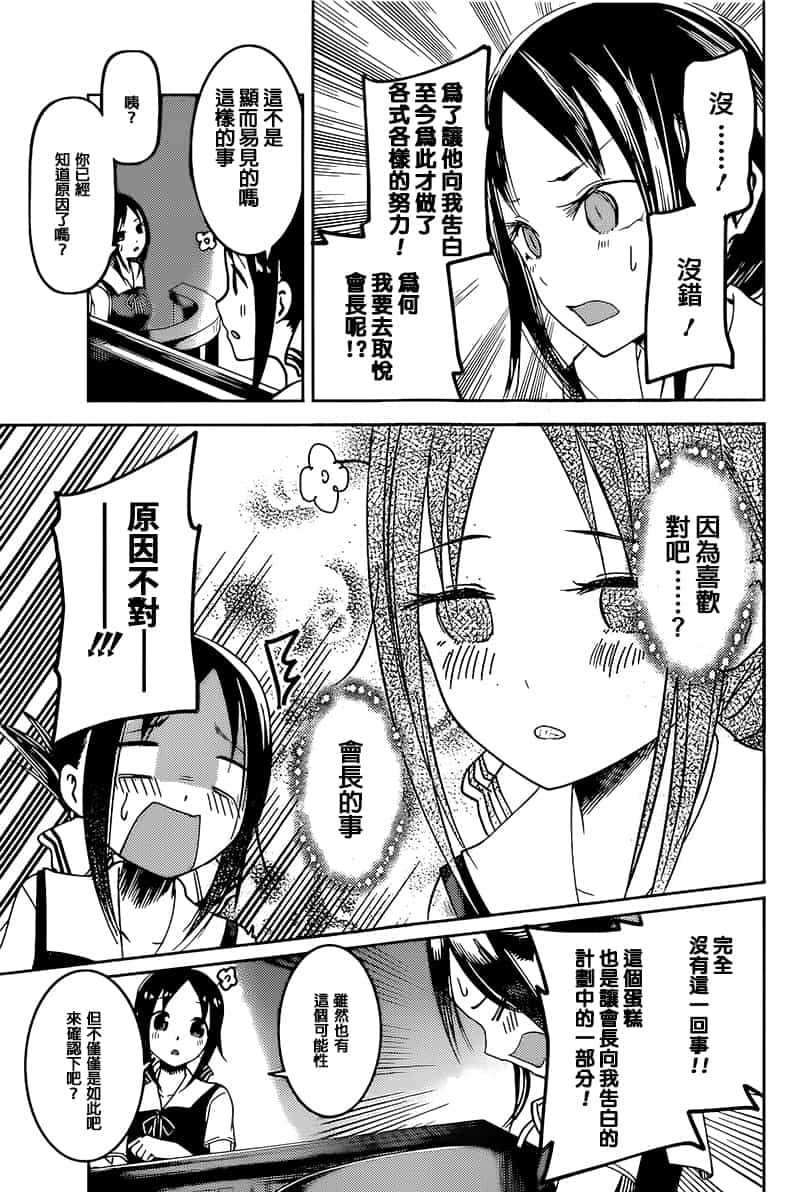 沒……！
沒錯！
為了讓他向我告白
至今為此才做了
各式各樣的努力！
為何
我要去取悅
會長呢!?
這不是
顯而易見的嗎
這樣的事
咦？
你已經
知道原因了嗎？
因為喜歡
對吧……？
會長的事
原因不對——!!!
完全
沒有這一回事!!
這個蛋糕
也是讓會長向我告白的
計劃中的一部分！
雖然也有
這個可能性
但不僅僅是如此吧
來確認下吧？